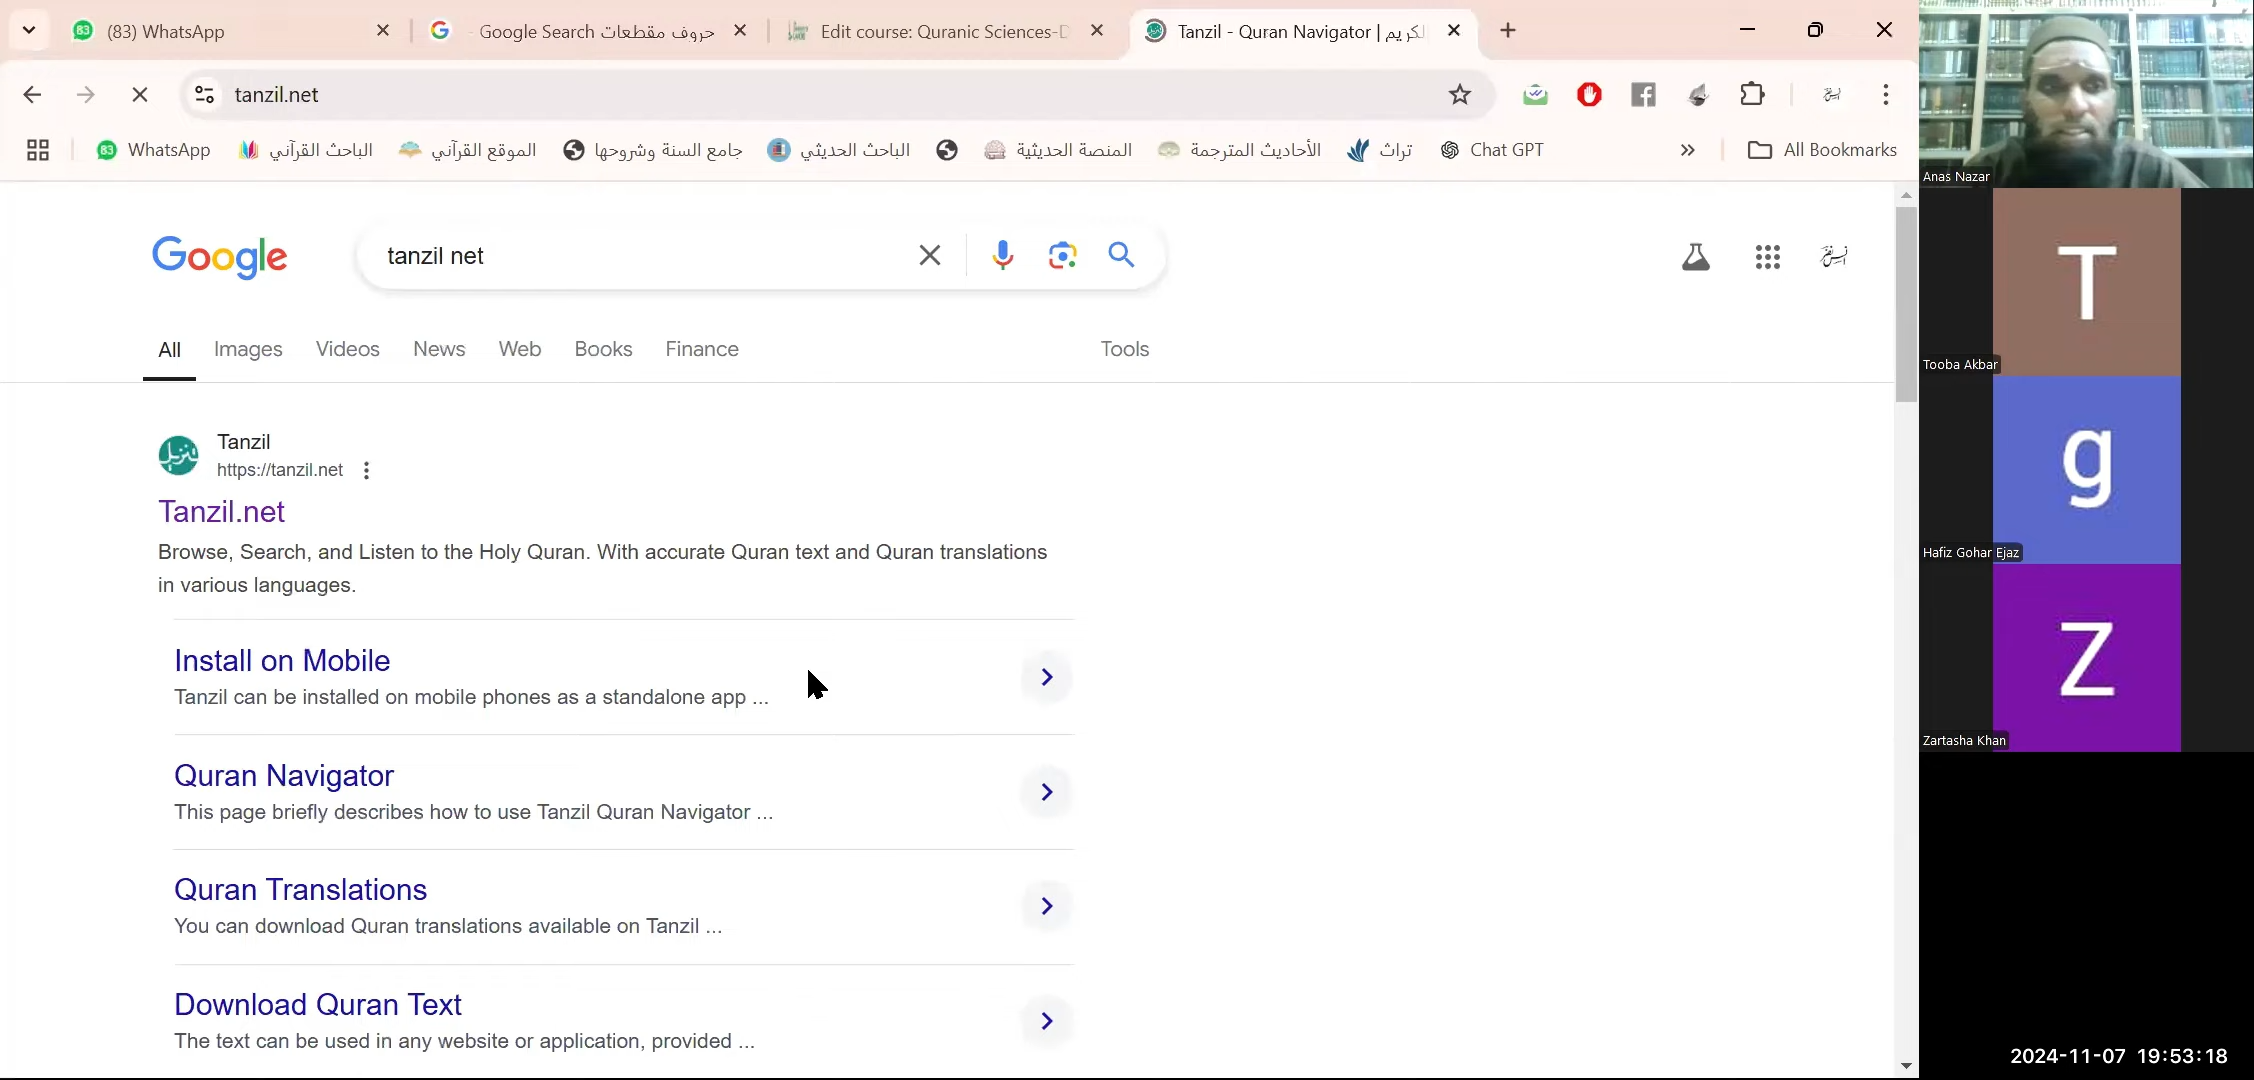 (83) WhatsApp
حروف مقطعات - Google Search
Edit course: Quranic Sciences-D
Tanzil - Quran Navigator | الكريم
tanzil.net
83 WhatsApp
الباحث القرآني
الموقع القرآني
جامع السنة وشروحها
الباحث الحديثي
المنصة الحديثية
الأحاديث المترجمة
تراث
Chat GPT
All Bookmarks
Google
tanzil net
All Images Videos News Web Books Finance Tools
Tanzil
https://tanzil.net
Tanzil.net
Browse, Search, and Listen to the Holy Quran. With accurate Quran text and Quran translations
in various languages.
Install on Mobile
Tanzil can be installed on mobile phones as a standalone app ...
Quran Navigator
This page briefly describes how to use Tanzil Quran Navigator ...
Quran Translations
You can download Quran translations available on Tanzil ...
Download Quran Text
The text can be used in any website or application, provided ...
Anas Nazar
T
Tooba Akbar
g
Hafiz Gohar Ejaz
Z
Zartasha Khan
2024-11-07 19:53:18